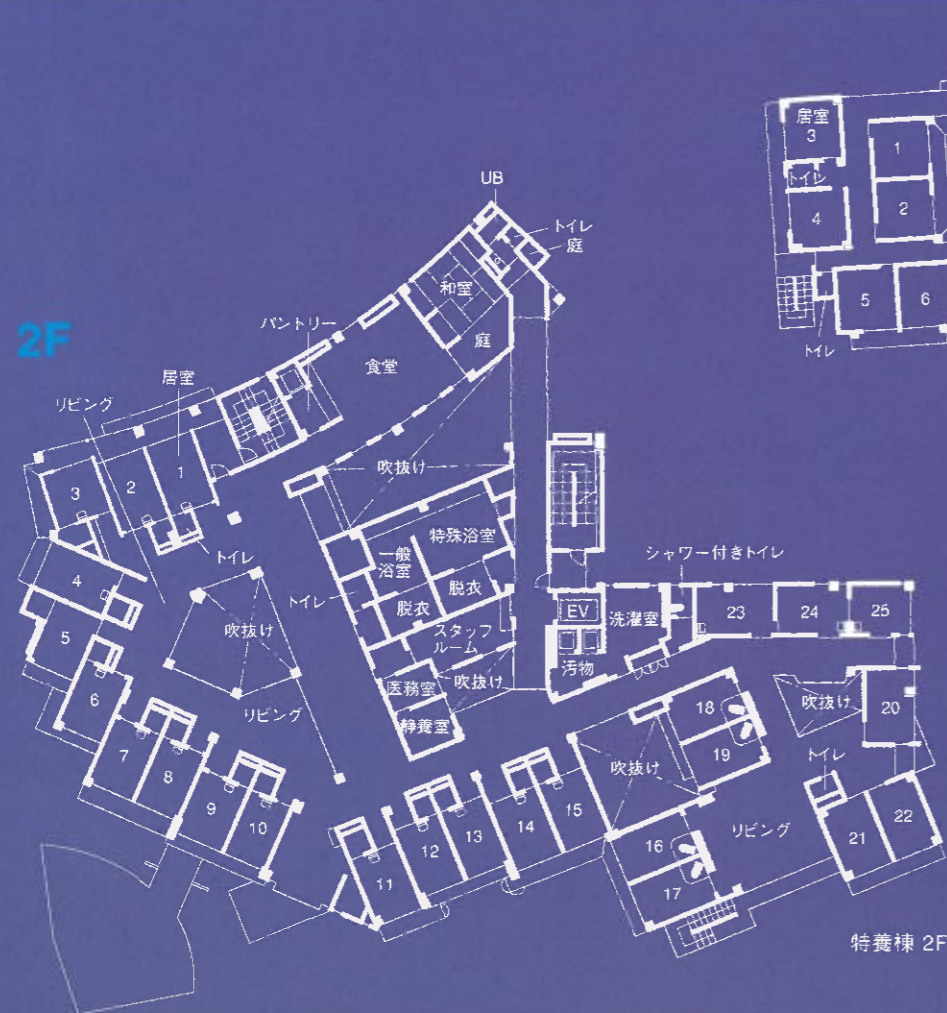 居室
3
1
トイレ
4
2
5
6
トイレ
UB
トイレ
庭
和室
庭
2F
パントリー
食堂
居室
リビング
吹抜け
1
2
3
特殊浴室
一般
浴室
トイレ
脱衣
脱衣
トイレ
シャワー付きトイレ
4
吹抜け
スタッフ
ルーム
EV
洗濯室
23
24
25
5
汚物
医務室
吹抜け
6
リビング
静養室
18
吹抜け
20
7
8
19
トイレ
吹抜け
9
10
15
14
13
12
11
16
リビング
17
21
22
特養棟 2F